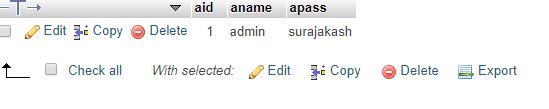 aid aname apass
Edit Copy Delete 1 admin surajakash
Check all With selected: Edit Copy Delete Export